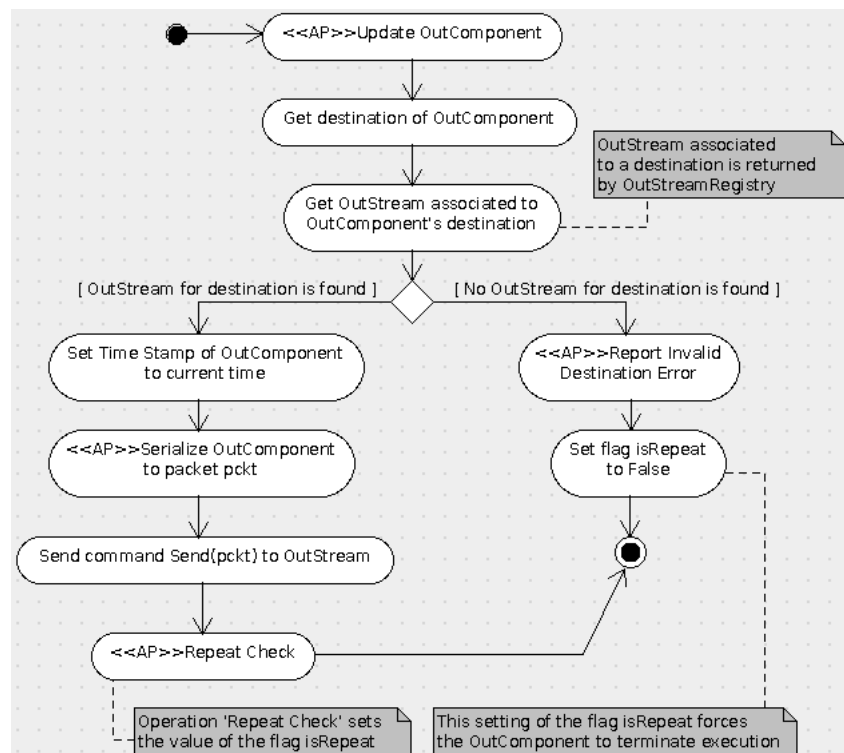 <<AP>>Update OutComponent
Get destination of OutComponent
OutStream associated
to a destination is returned
by OutStreamRegistry
Get OutStream associated to
OutComponent's destination
[ OutStream for destination is found ]
[ No OutStream for destination is found ]
Set Time Stamp of OutComponent
to current time
<<AP>>Report Invalid
Destination Error
<<AP>>Serialize OutComponent
to packet pckt
Set flag isRepeat
to False
Send command Send(pckt) to OutStream
<<AP>>Repeat Check
Operation 'Repeat Check' sets
the value of the flag isRepeat
This setting of the flag isRepeat forces
the OutComponent to terminate execution